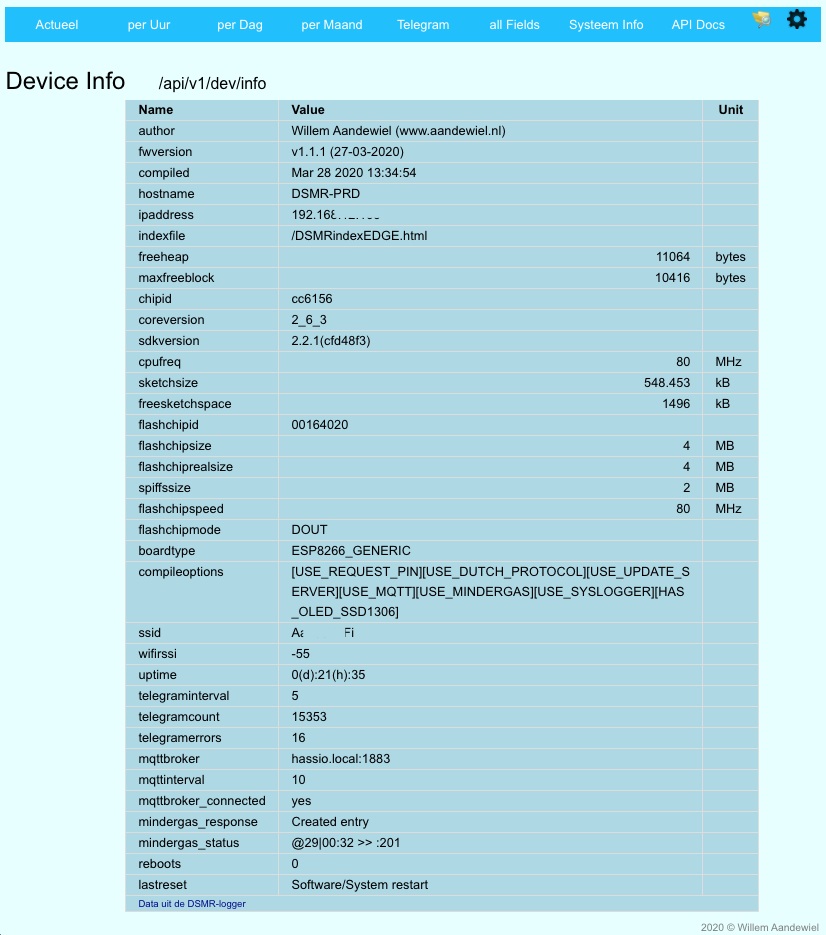 Actueel per Uur per Dag per Maand Telegram all Fields Systeem Info API Docs
Device Info /api/v1/dev/info
Name Value Unit
author Willem Aandewiel (www.aandewiel.nl)
fwversion v1.1.1 (27-03-2020)
compiled Mar 28 2020 13:34:54
hostname DSMR-PRD
ipaddress
indexfile /DSMRindexEDGE.html
freeheap 11064 bytes
maxfreeblock 10416 bytes
chipid cc6156
coreversion 2_6_3
sdkversion 2.2.1(cfd48f3)
cpufreq 80 MHz
sketchsize 548.453 kB
freesketchspace 1496 kB
flashchipid 00164020
flashchipsize 4 MB
flashchiprealsize 4 MB
spiffssize 2 MB
flashchipspeed 80 MHz
flashchipmode DOUT
boardtype ESP8266_GENERIC
compileoptions [USE_REQUEST_PIN][USE_DUTCH_PROTOCOL][USE_UPDATE_S
ERVER][USE_MQTT][USE_MINDERGAS][USE_SYSLOGGER][HAS
_OLED_SSD1306]
ssid
wifirssi -55
uptime 0(d):21(h):35
telegraminterval 5
telegramcount 15353
telegramerrors 16
mqttbroker hassio.local:1883
mqttinterval 10
mqttbroker_connected yes
mindergas_response Created entry
mindergas_status @29|00:32 >> :201
reboots 0
lastreset Software/System restart
Data uit de DSMR-logger
2020 © Willem Aandewiel